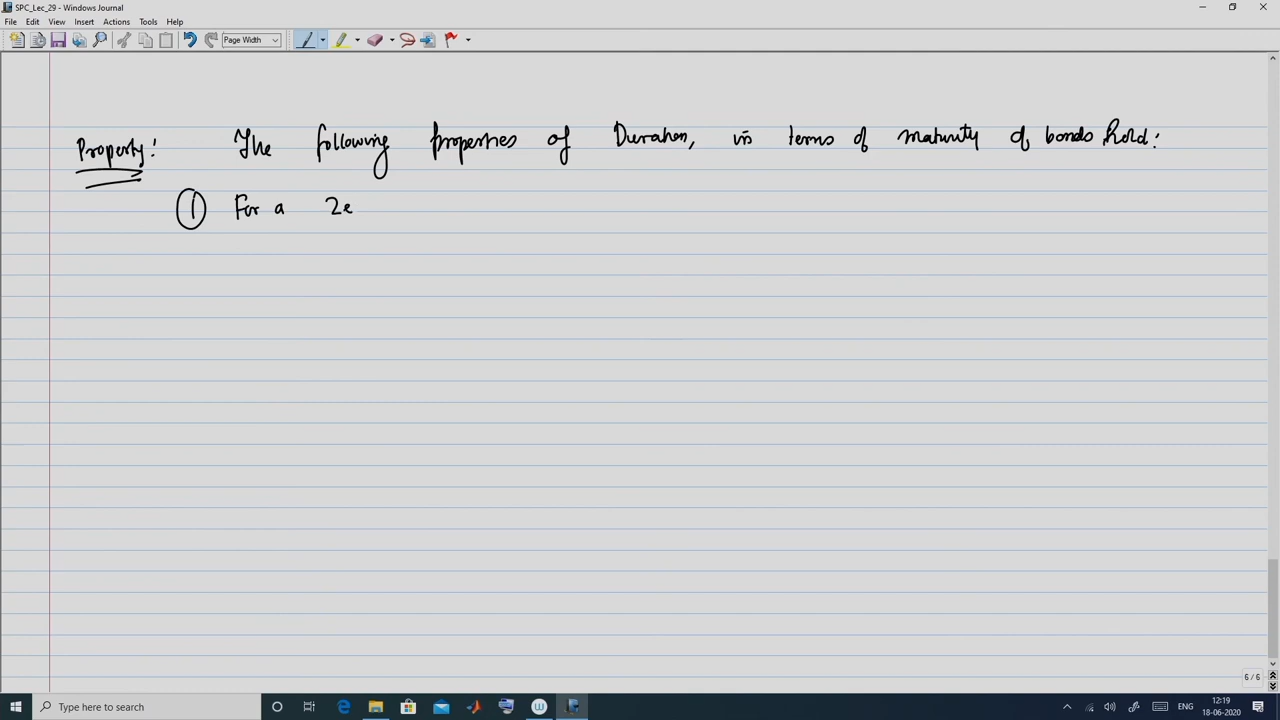 SPC_Lec_29 - Windows Journal
File Edit View Insert Actions Tools Help
Page Width
Property: The following properties of Duration, in terms of maturity of bonds hold:
① For a Ze
6 / 6
Type here to search
ENG
12:19
18-06-2020